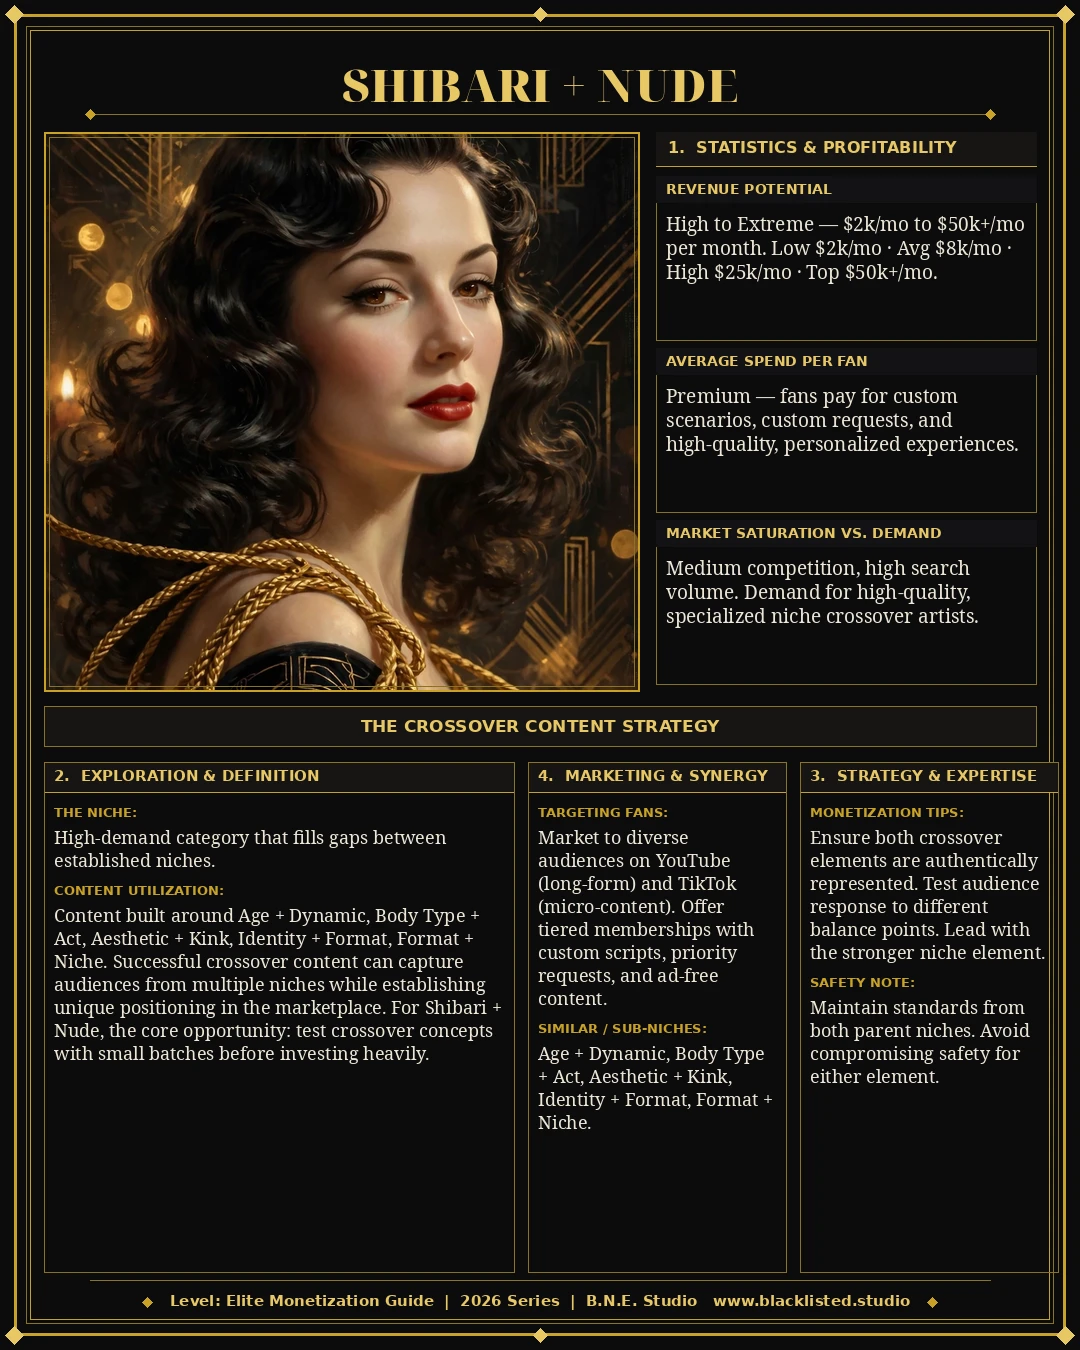 SHIBARI + NUDE
1. STATISTICS & PROFITABILITY
REVENUE POTENTIAL
High to Extreme — $2k/mo to $50k+/mo
per month. Low $2k/mo · Avg $8k/mo ·
High $25k/mo · Top $50k+/mo.
AVERAGE SPEND PER FAN
Premium — fans pay for custom
scenarios, custom requests, and
high-quality, personalized experiences.
MARKET SATURATION VS. DEMAND
Medium competition, high search
volume. Demand for high-quality,
specialized niche crossover artists.
THE CROSSOVER CONTENT STRATEGY
2. EXPLORATION & DEFINITION
THE NICHE:
High-demand category that fills gaps between
established niches.
CONTENT UTILIZATION:
Content built around Age + Dynamic, Body Type +
Act, Aesthetic + Kink, Identity + Format, Format +
Niche. Successful crossover content can capture
audiences from multiple niches while establishing
unique positioning in the marketplace. For Shibari +
Nude, the core opportunity: test crossover concepts
with small batches before investing heavily.
4. MARKETING & SYNERGY
TARGETING FANS:
Market to diverse
audiences on YouTube
(long-form) and TikTok
(micro-content). Offer
tiered memberships with
custom scripts, priority
requests, and ad-free
content.
SIMILAR / SUB-NICHES:
Age + Dynamic, Body Type
+ Act, Aesthetic + Kink,
Identity + Format, Format +
Niche.
3. STRATEGY & EXPERTISE
MONETIZATION TIPS:
Ensure both crossover
elements are authentically
represented. Test audience
response to different
balance points. Lead with
the stronger niche element.
SAFETY NOTE:
Maintain standards from
both parent niches. Avoid
compromising safety for
either element.
Level: Elite Monetization Guide | 2026 Series | B.N.E. Studio www.blacklisted.studio